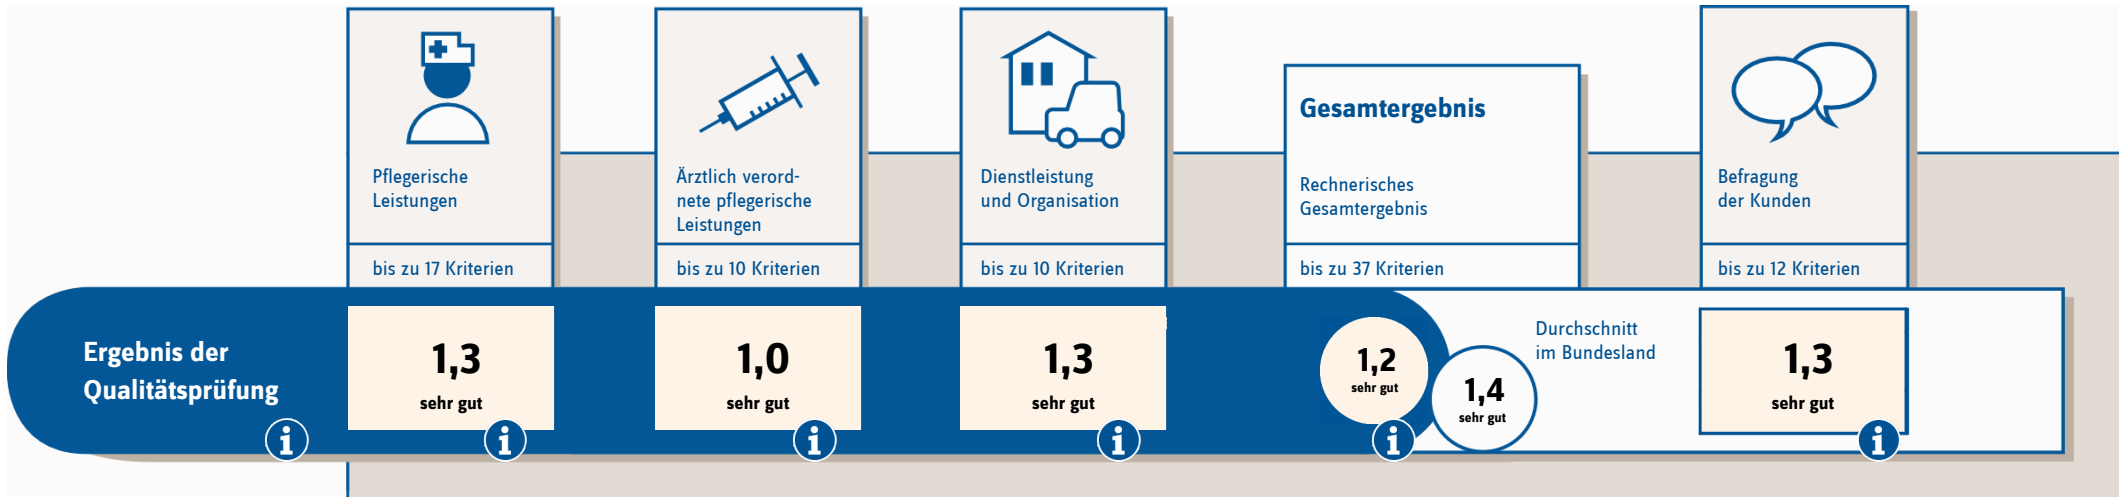 Pflegerische
Leistungen
bis zu 17 Kriterien
Ärztlich verord-
nete pflegerische
Leistungen
bis zu 10 Kriterien
Dienstleistung
und Organisation
bis zu 10 Kriterien
Gesamtergebnis
Rechnerisches
Gesamtergebnis
bis zu 37 Kriterien
Befragung
der Kunden
bis zu 12 Kriterien
Ergebnis der
Qualitätsprüfung
i
1,3
sehr gut
i
1,0
sehr gut
i
1,3
sehr gut
i
1,2
sehr gut
i
1,4
sehr gut
Durchschnitt
im Bundesland
1,3
sehr gut
i